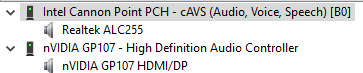 Intel Cannon Point PCH - cAVS (Audio, Voice, Speech) [B0]
Realtek ALC255
nVIDIA GP107 - High Definition Audio Controller
nVIDIA GP107 HDMI/DP